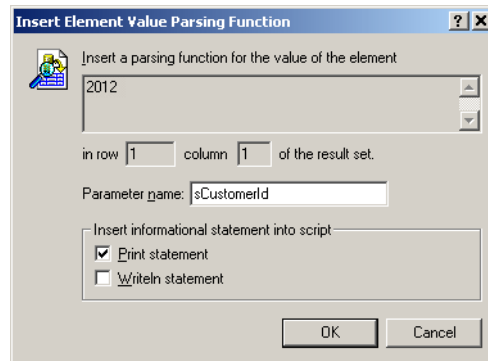 Insert Element Value Parsing Function
Insert a parsing function for the value of the element
2012
in row 1 column 1 of the result set.
Parameter name: sCustomerId
Insert informational statement into script
Print statement
Writeln statement
OK Cancel